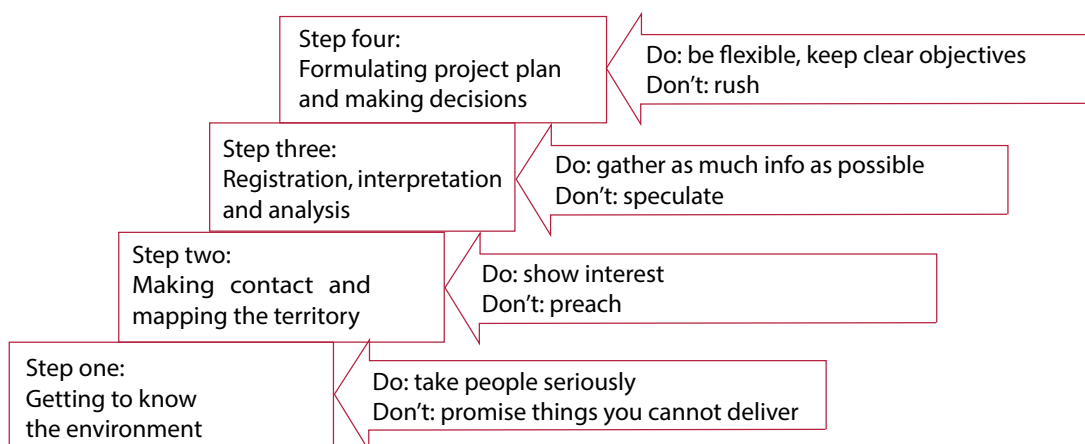 Step four:
Formulating project plan
and making decisions
Do: be flexible, keep clear objectives
Don't: rush
Step three:
Registration, interpretation
and analysis
Do: gather as much info as possible
Don't: speculate
Step two:
Making contact and
mapping the territory
Do: show interest
Don't: preach
Step one:
Getting to know
the environment
Do: take people seriously
Don't: promise things you cannot deliver